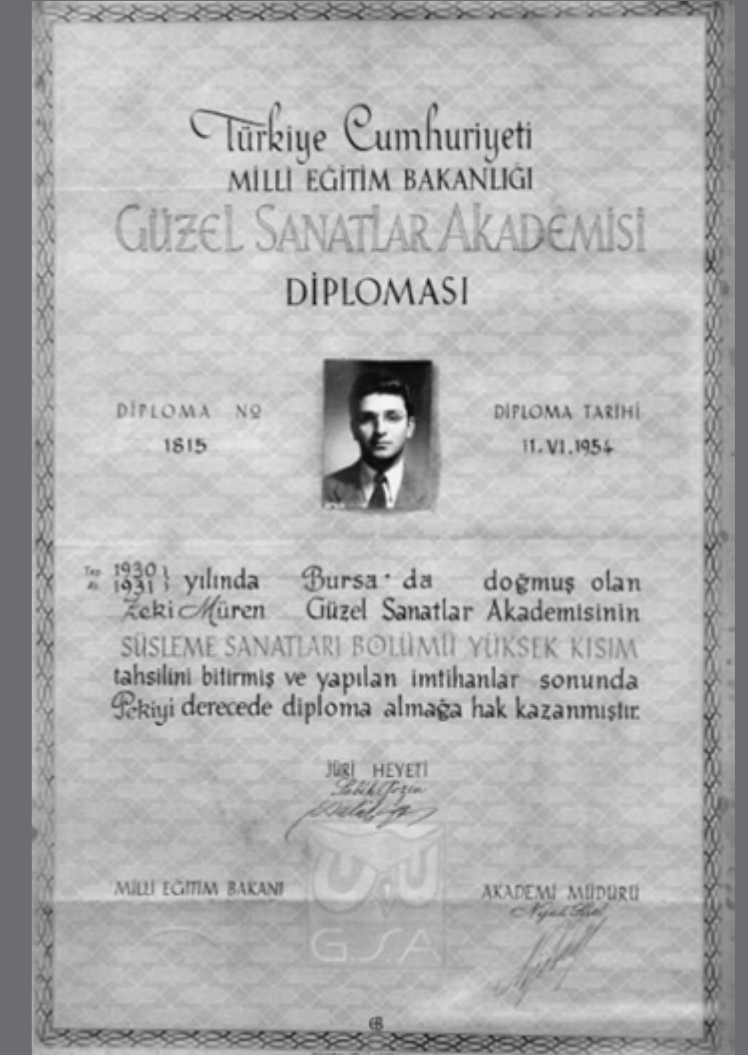 Türkiye Cumhuriyeti
MİLLİ EĞİTİM BAKANLIĞI
GÜZEL SANATLAR AKADEMİSİ
DİPLOMASI
DİPLOMA NO
1815
DİPLOMA TARİHİ
11.VI.1954
1930
1931 } yılında Bursa'da doğmuş olan
Zeki Müren Güzel Sanatlar Akademisinin
SÜSLEME SANATLARI BÖLÜMÜ YÜKSEK KISIM
tahsilini bitirmiş ve yapılan imtihanlar sonunda
Pekiyi derecede diploma almağa hak kazanmıştır.
JÜRİ HEYETİ
MİLLİ EĞİTİM BAKANI
AKADEMİ MÜDÜRÜ
G.S.A